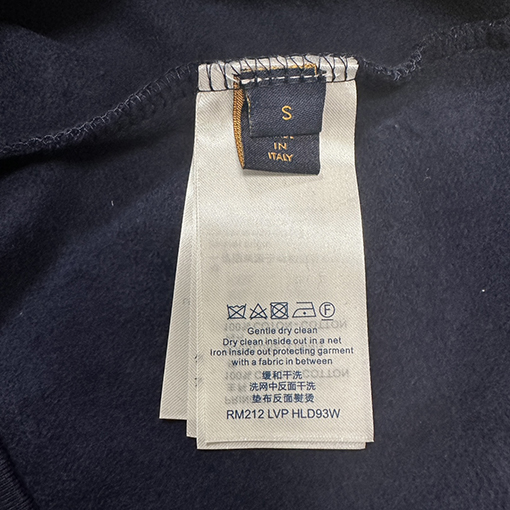 S
IN
ITALY
F
Gentle dry clean
Dry clean inside out in a net
Iron inside out protecting garment
with a fabric in between
缓和干洗
洗网中反面干洗
垫布反面熨烫
RM212 LVP HLD93W